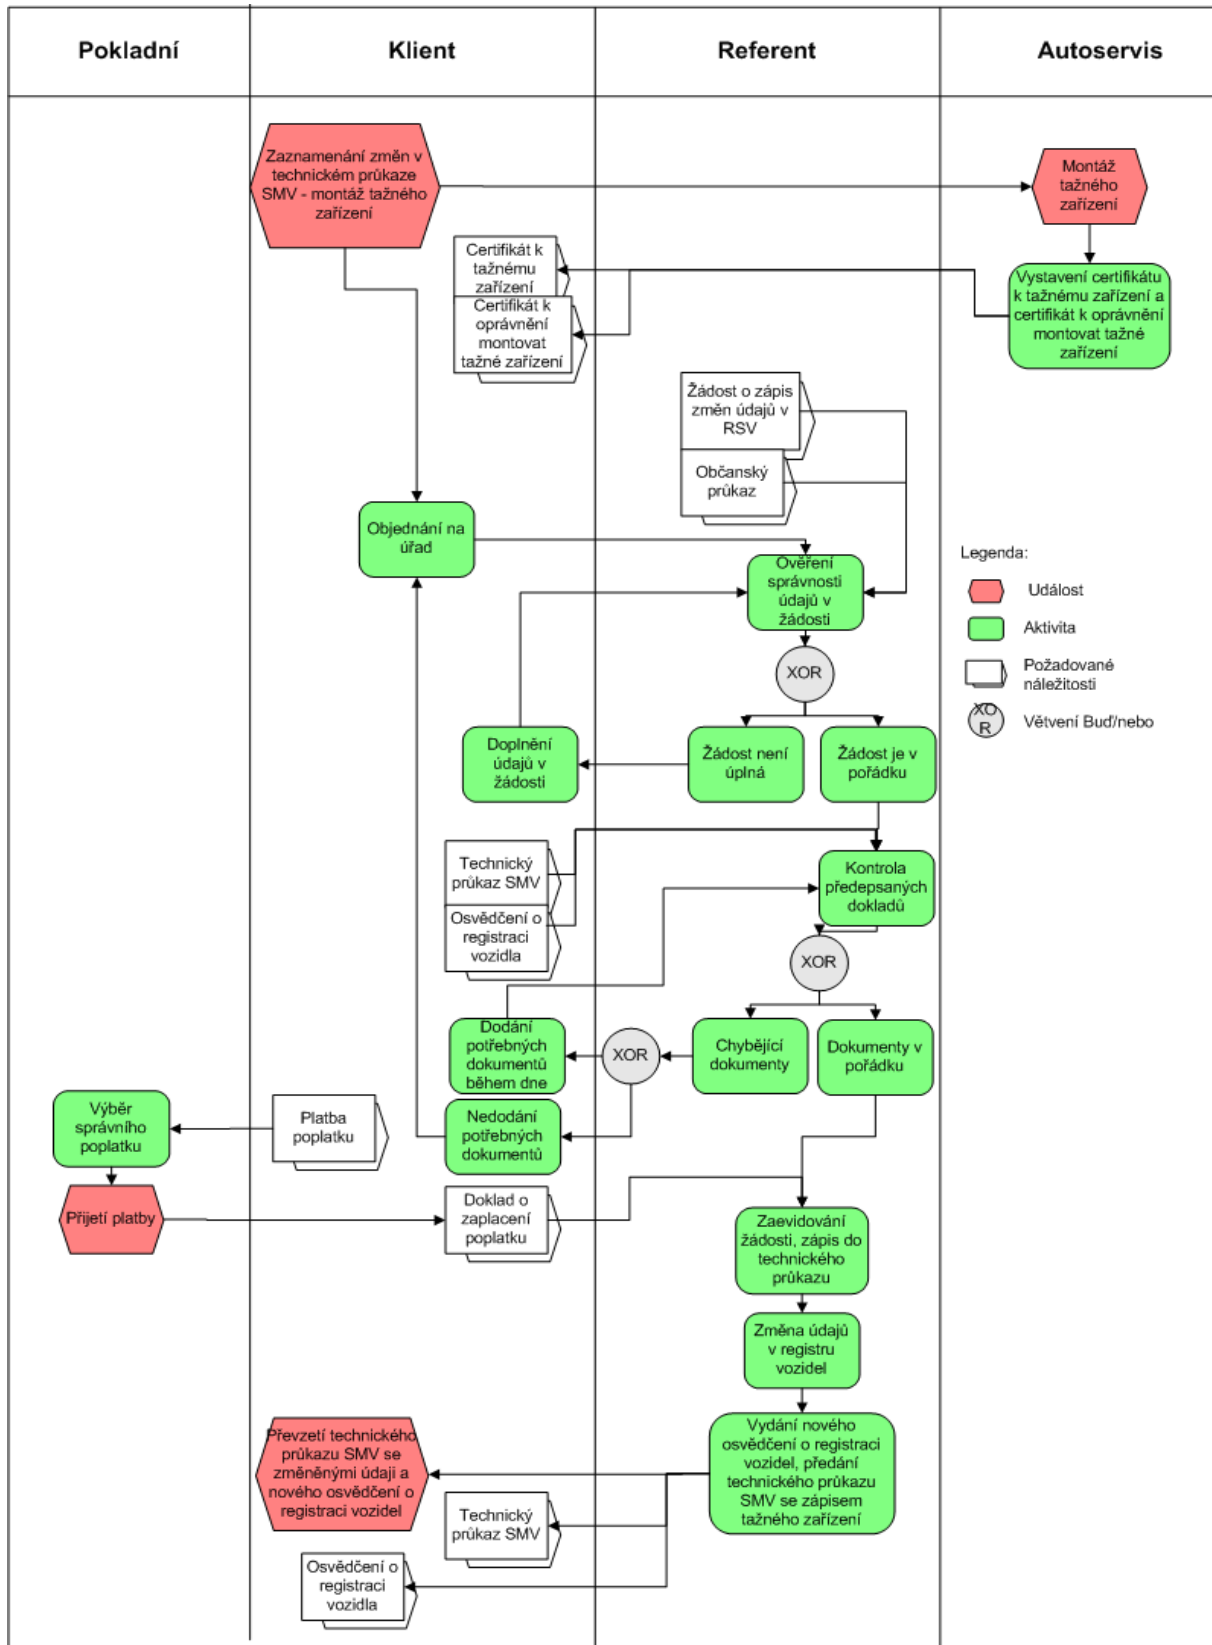 Pokladní
Klient
Referent
Autoservis
Zaznamenání změn v
technickém průkaze
SMV - montáž tažného
zařízení
Montáž
tažného
zařízení
Certifikát k
tažnému
zařízení
Certifikát k
oprávnění
montovat
tažné zařízení
Vystavení certifikátu
k tažnému zařízení a
certifikát k oprávnění
montovat tažné
zařízení
Žádost o zápis
změn údajů v
RSV
Občanský
průkaz
Objednání na
úřad
Ověření
správnosti
údajů v
žádosti
Legenda:
Událost
Aktivita
Požadované
náležitosti
XO
R
Větvení Buď/nebo
XOR
Doplnění
údajů v
žádosti
Žádost není
úplná
Žádost je v
pořádku
Technický
průkaz SMV
Osvědčení o
registraci
vozidla
Kontrola
předepsaných
dokladů
XOR
Dodání
potřebných
dokumentů
během dne
XOR
Chybějící
dokumenty
Dokumenty v
pořádku
Výběr
správního
poplatku
Platba
poplatku
Nedodání
potřebných
dokumentů
Přijetí platby
Doklad o
zaplacení
poplatku
Zaevidování
žádosti, zápis do
technického
průkazu
Změna údajů
v registru
vozidel
Převzetí technického
průkazu SMV se
změněnými údaji a
nového osvědčení o
registraci vozidel
Vydání nového
osvědčení o registraci
vozidel, předání
technického průkazu
SMV se zápisem
tažného zařízení
Technický
průkaz SMV
Osvědčení o
registraci
vozidla